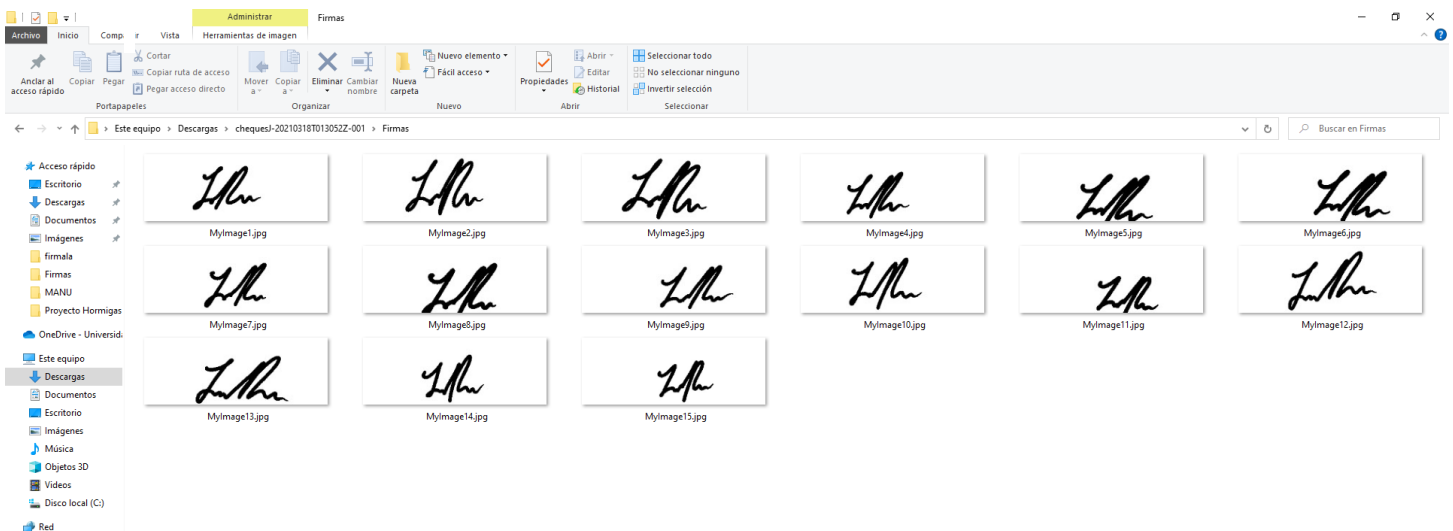 Administrar Firmas
Archivo Inicio Compartir Vista Herramientas de imagen
Anclar al acceso rápido
Copiar
Pegar
Cortar
Copiar ruta de acceso
Pegar acceso directo
Portapapeles
Mover a
Copiar a
Eliminar
Cambiar nombre
Organizar
Nueva carpeta
Nuevo elemento
Fácil acceso
Nuevo
Propiedades
Abrir
Editar
Historial
Abrir
Seleccionar todo
No seleccionar ninguno
Invertir selección
Seleccionar
Este equipo > Descargas > chequesJ-20210318T013052Z-001 > Firmas
Buscar en Firmas
Acceso rápido
Escritorio
Descargas
Documentos
Imágenes
firmala
Firmas
MANU
Proyecto Hormigas
OneDrive - Universida
Este equipo
Descargas
Documentos
Escritorio
Imágenes
Música
Objetos 3D
Videos
Disco local (C:)
Red
MyImage1.jpg MyImage2.jpg MyImage3.jpg MyImage4.jpg MyImage5.jpg MyImage6.jpg
MyImage7.jpg MyImage8.jpg MyImage9.jpg MyImage10.jpg MyImage11.jpg MyImage12.jpg
MyImage13.jpg MyImage14.jpg MyImage15.jpg